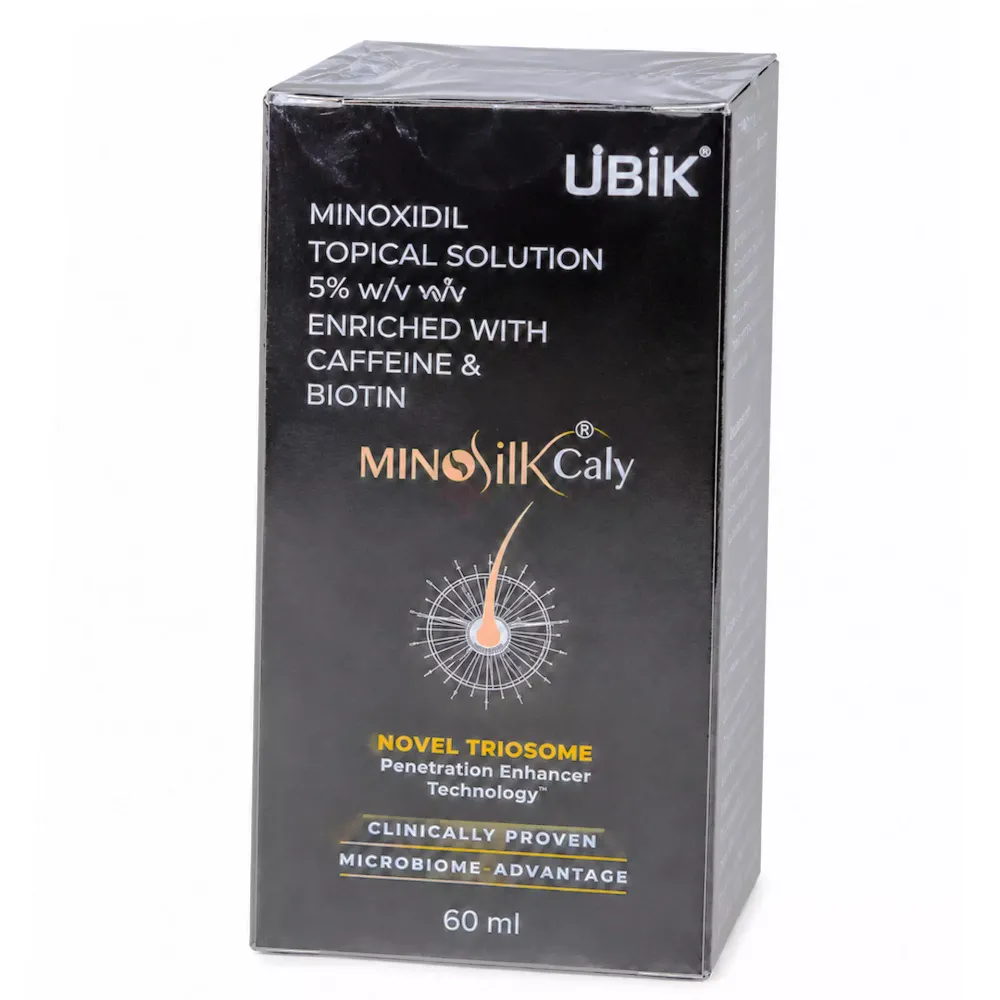 UBIK®
MINOXIDIL
TOPICAL SOLUTION
5% w/v
ENRICHED WITH
CAFFEINE &
BIOTIN
MINOSilK Caly®
NOVEL TRIOSOME
Penetration Enhancer
Technology™
CLINICALLY PROVEN
MICROBIOME-ADVANTAGE
60 ml